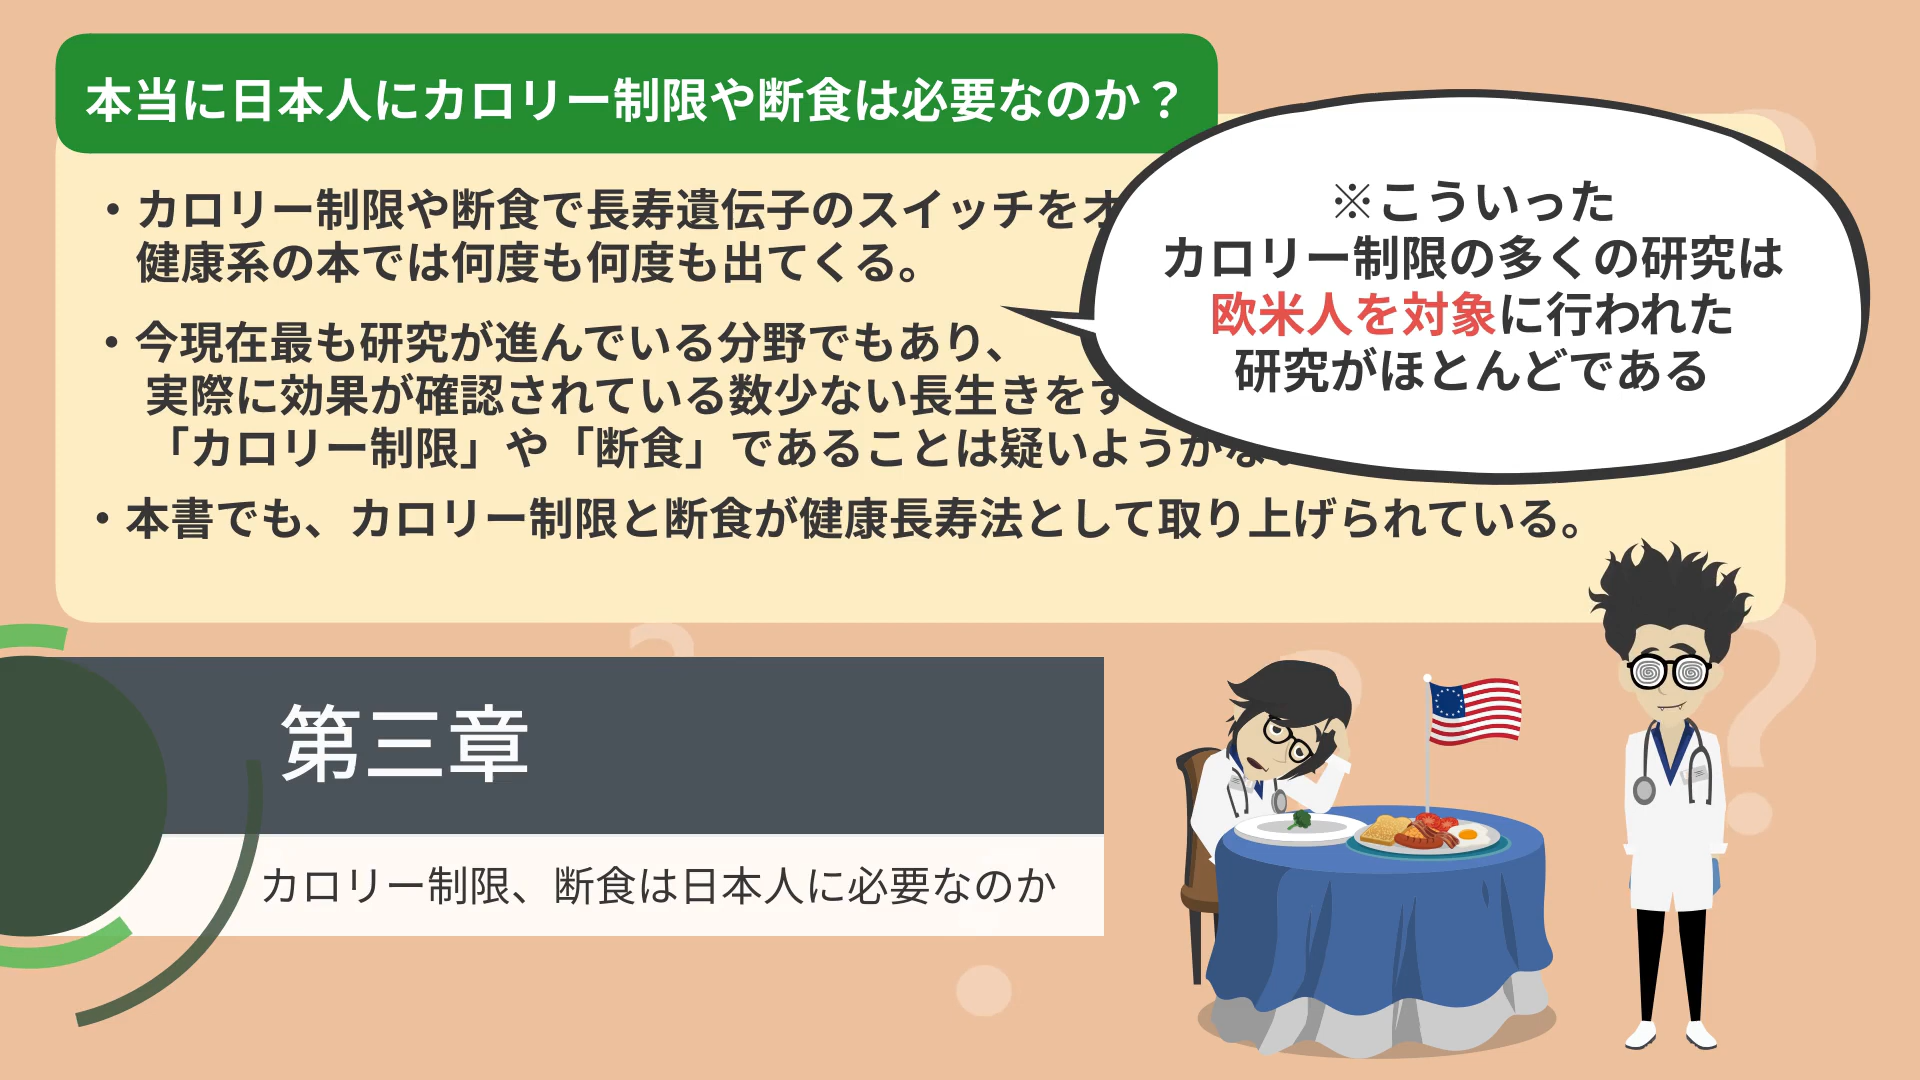 本当に日本人にカロリー制限や断食は必要なのか？
・カロリー制限や断食で長寿遺伝子のスイッチをオ
健康系の本では何度も何度も出てくる。
・今現在最も研究が進んでいる分野でもあり、
実際に効果が確認されている数少ない長生きをす
「カロリー制限」や「断食」であることは疑いようがない
・本書でも、カロリー制限と断食が健康長寿法として取り上げられている。
※こういった
カロリー制限の多くの研究は
欧米人を対象に行われた
研究がほとんどである
第三章
カロリー制限、断食は日本人に必要なのか